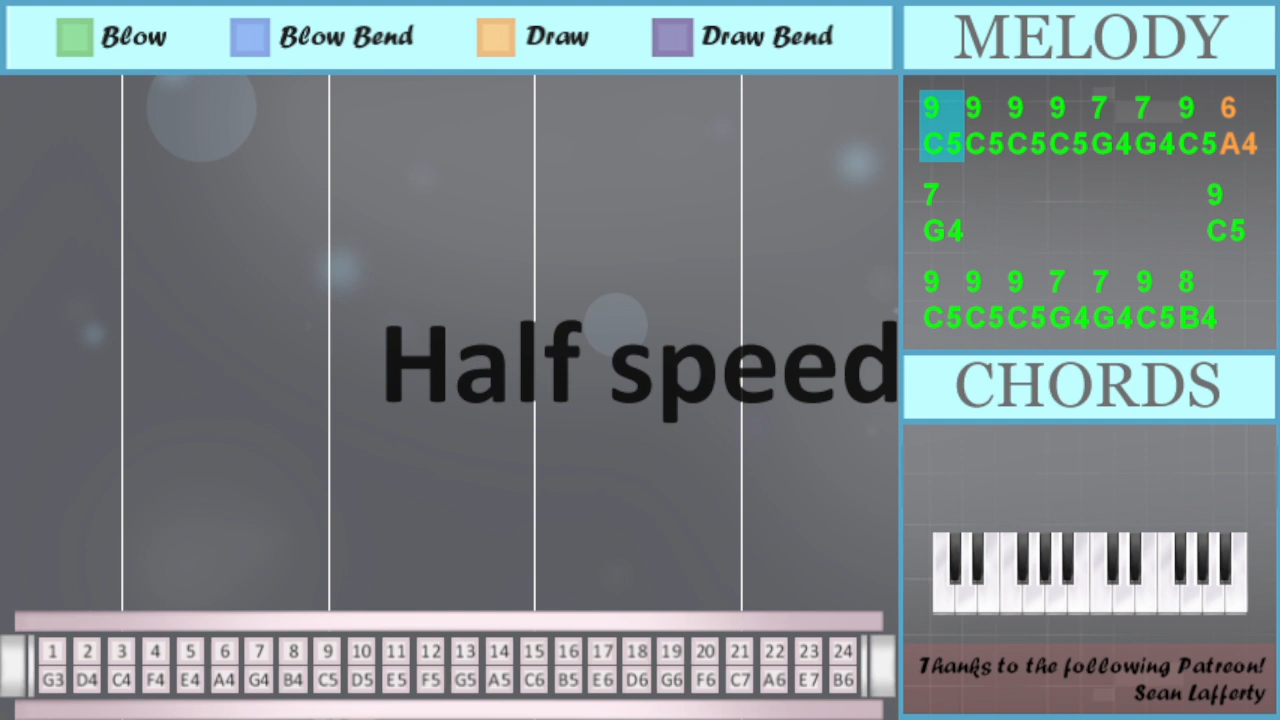 Blow Blow Bend Draw Draw Bend
MELODY
9 9 9 9 7 7 9 6
C5 C5 C5 C5 G4 G4 C5 A4
7 9
G4 C5
9 9 9 7 7 9 8
C5 C5 C5 G4 G4 C5 B4
Half speed
CHORDS
1 2 3 4 5 6 7 8 9 10 11 12 13 14 15 16 17 18 19 20 21 22 23 24
G3 D4 C4 F4 E4 A4 G4 B4 C5 D5 E5 F5 G5 A5 C6 B5 E6 D6 G6 F6 C7 A6 E7 B6
Thanks to the following Patreon!
Sean Lafferty